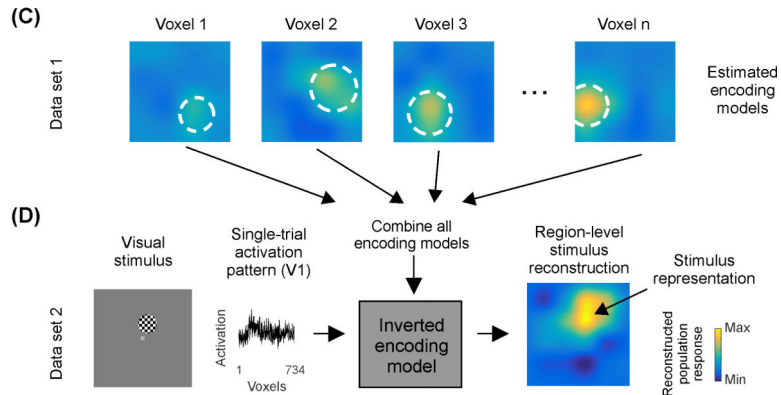 (C)
Voxel 1
Voxel 2
Voxel 3
Voxel n
Data set 1
...
Estimated
encoding
models
(D)
Visual
stimulus
Single-trial
activation
pattern (V1)
Combine all
encoding models
Region-level
stimulus
reconstruction
Stimulus
representation
Data set 2
Activation
1
734
Voxels
Inverted
encoding
model
Reconstructed
population
response
Max
Min